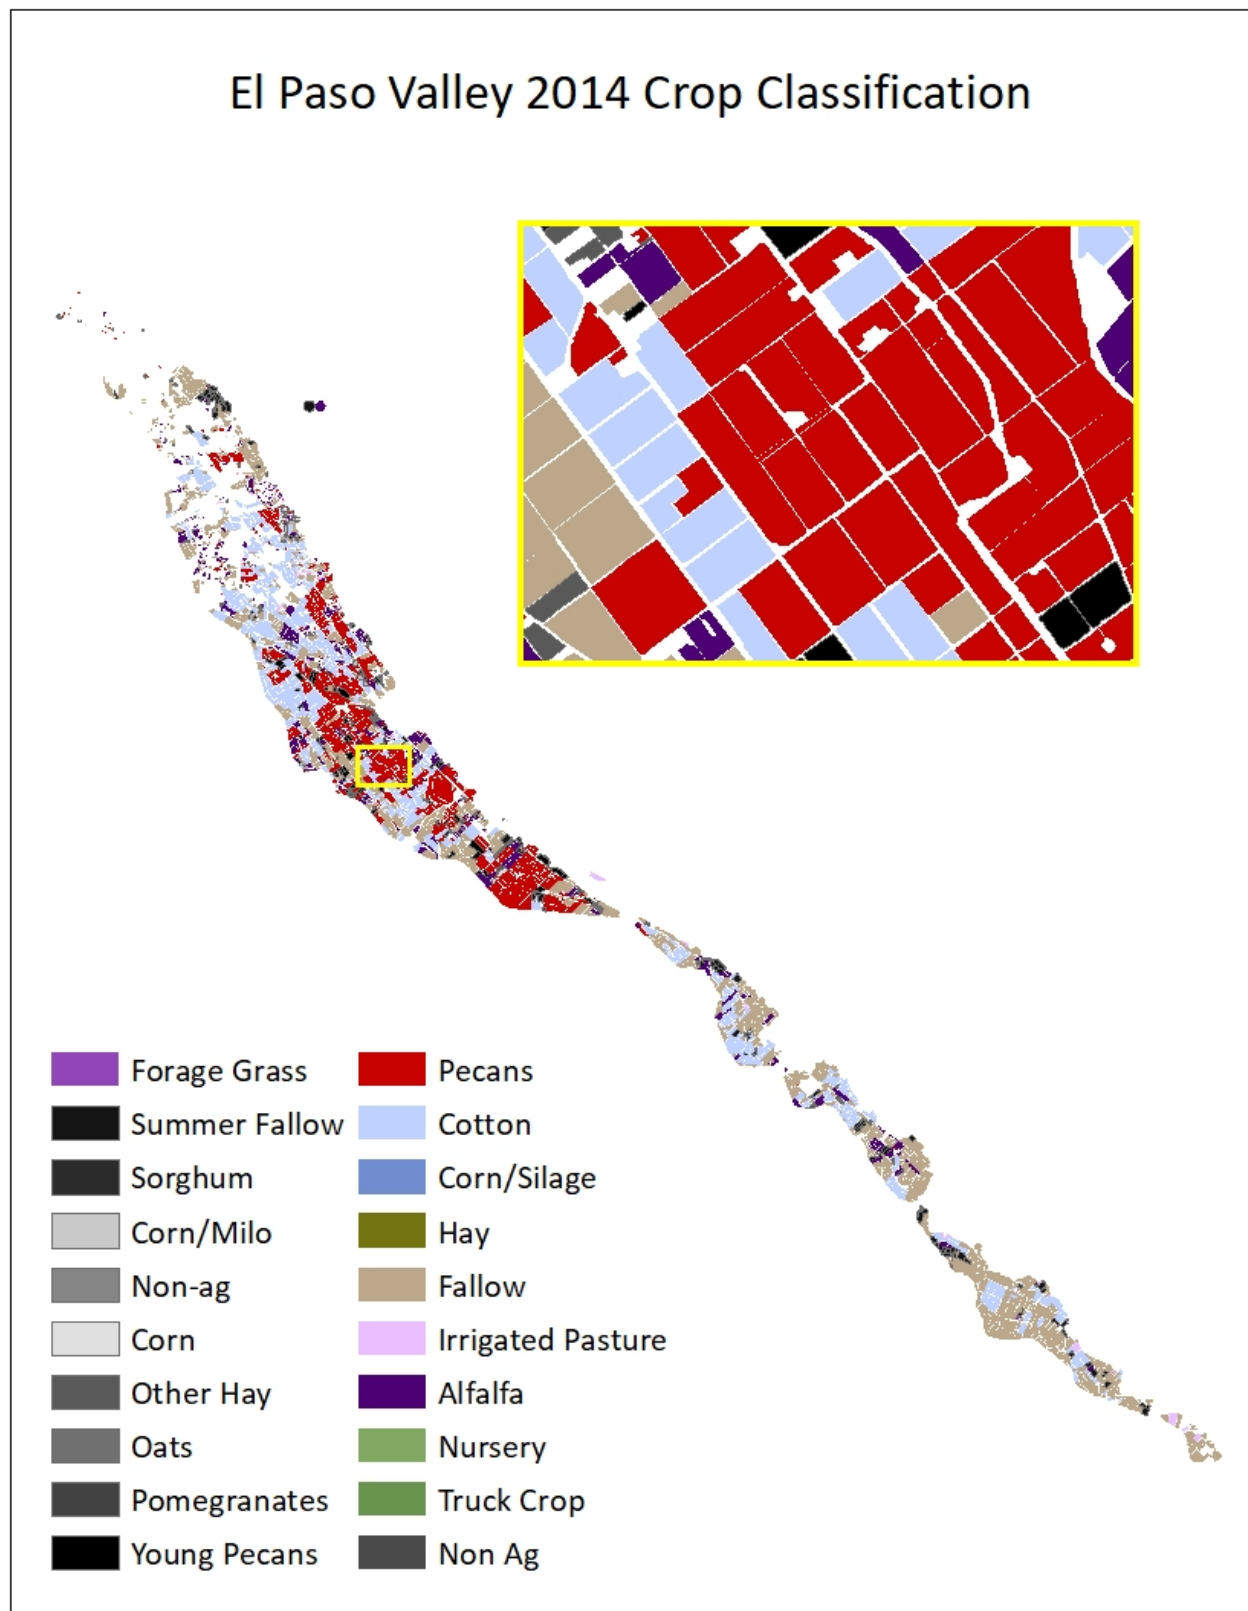 El Paso Valley 2014 Crop Classification
Forage Grass
Summer Fallow
Sorghum
Corn/Milo
Non-ag
Corn
Other Hay
Oats
Pomegranates
Young Pecans
Pecans
Cotton
Corn/Silage
Hay
Fallow
Irrigated Pasture
Alfalfa
Nursery
Truck Crop
Non Ag